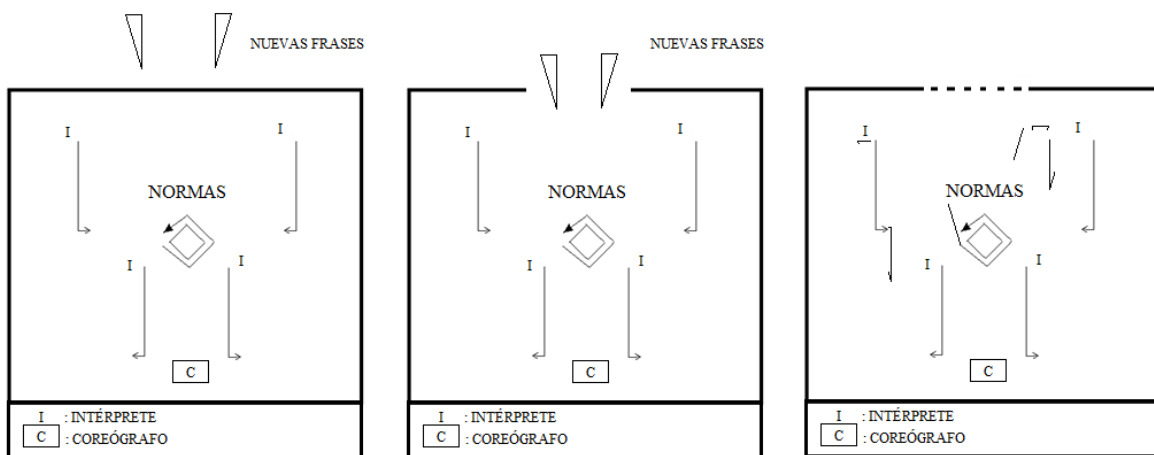 NUEVAS FRASES
I
I
NORMAS
I
I
C
I : INTÉRPRETE
C : COREÓGRAFO
NUEVAS FRASES
I
I
NORMAS
I
I
C
I : INTÉRPRETE
C : COREÓGRAFO
I
I
NORMAS
I
I
C
I : INTÉRPRETE
C : COREÓGRAFO